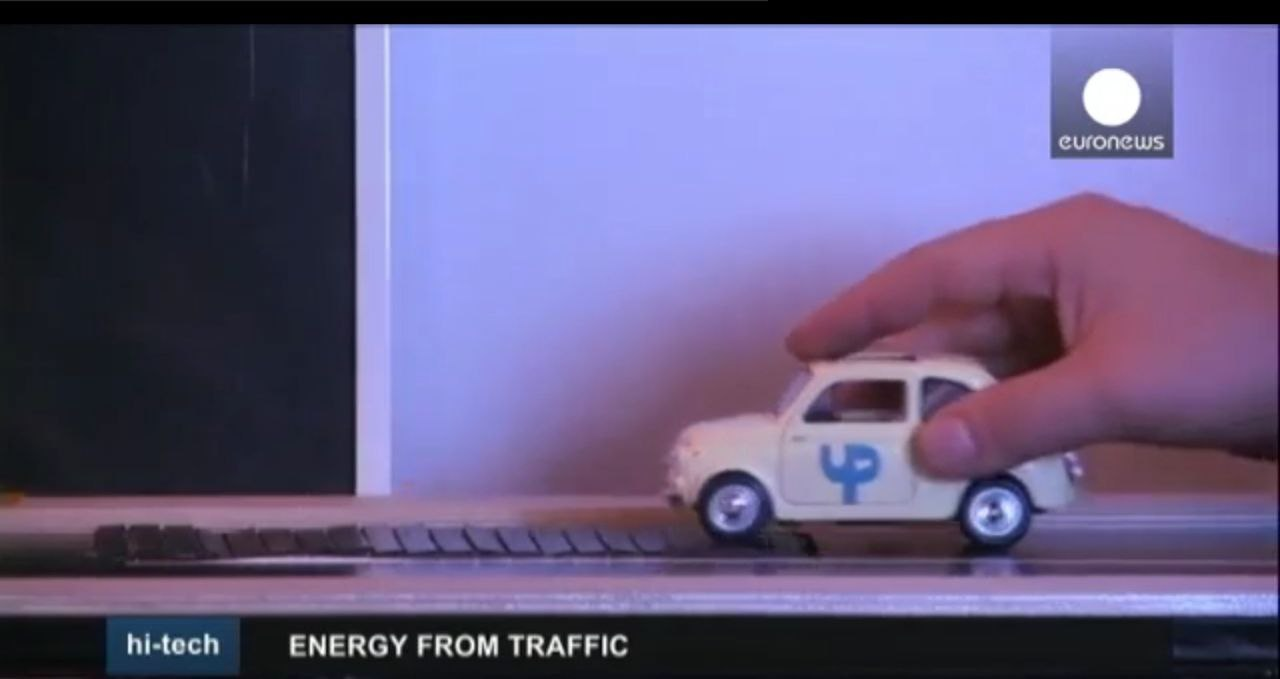 euronews
UP
hi-tech
ENERGY FROM TRAFFIC